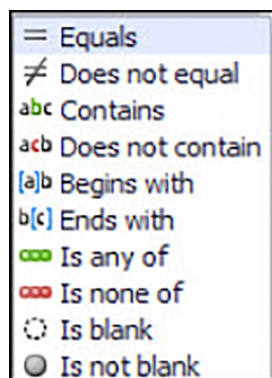 = Equals
≠ Does not equal
abc Contains
acb Does not contain
[a]b Begins with
b[c] Ends with
Is any of
Is none of
Is blank
Is not blank